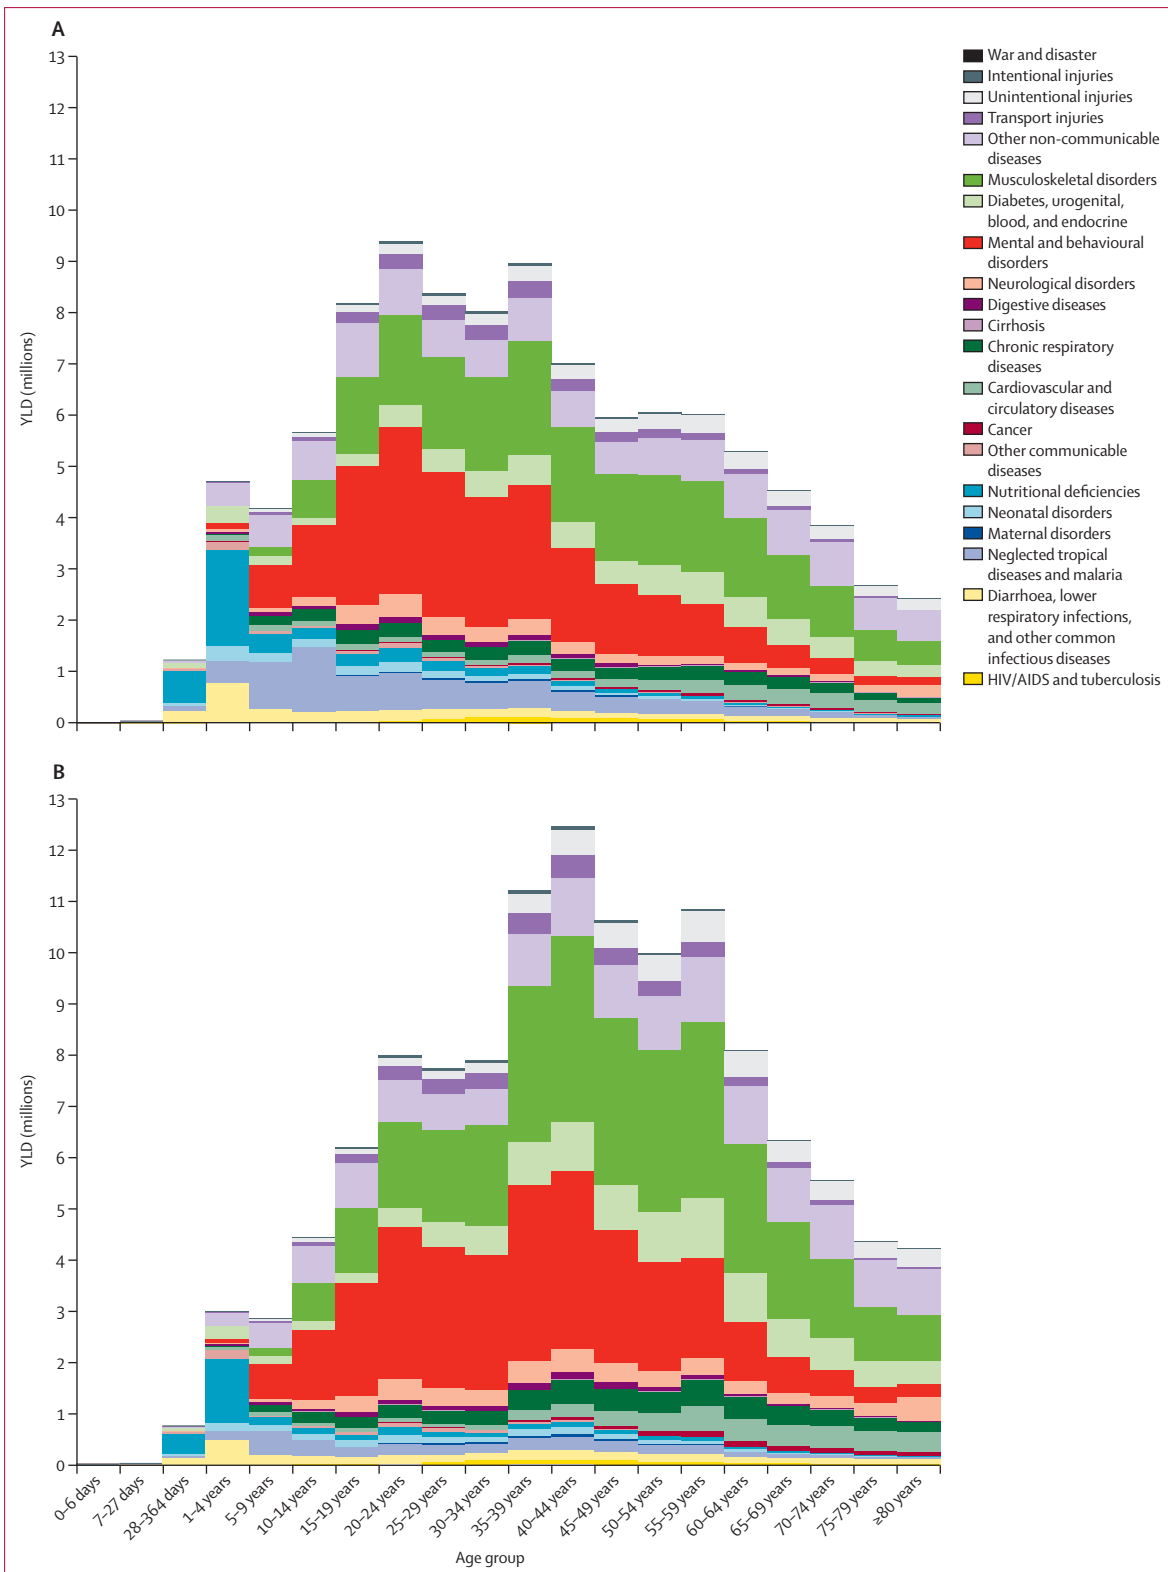 A
13
12
11
10
9
8
7
6
5
4
3
2
1
0
YLD (millions)
War and disaster
Intentional injuries
Unintentional injuries
Transport injuries
Other non-communicable
diseases
Musculoskeletal disorders
Diabetes, urogenital,
blood, and endocrine
Mental and behavioural
disorders
Neurological disorders
Digestive diseases
Cirrhosis
Chronic respiratory
diseases
Cardiovascular and
circulatory diseases
Cancer
Other communicable
diseases
Nutritional deficiencies
Neonatal disorders
Maternal disorders
Neglected tropical
diseases and malaria
Diarrhoea, lower
respiratory infections,
and other common
infectious diseases
HIV/AIDS and tuberculosis
B
13
12
11
10
9
8
7
6
5
4
3
2
1
0
YLD (millions)
0–6 days
7–27 days
28–364 days
1–4 years
5–9 years
10–14 years
15–19 years
20–24 years
25–29 years
30–34 years
35–39 years
40–44 years
45–49 years
50–54 years
55–59 years
60–64 years
65–69 years
70–74 years
75–79 years
≥80 years
Age group